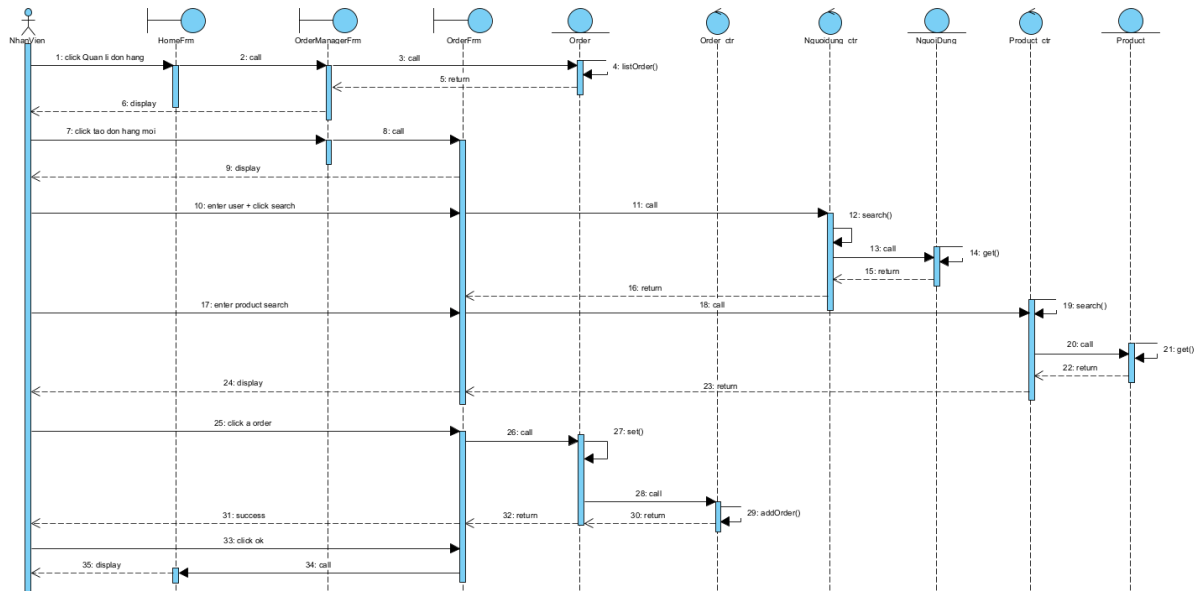 NhanVien
HomeFrm
OrderManagerFrm
OrderFrm
Order
Order_ctr
Nguoidung_ctr
NguoiDung
Product_ctr
Product
1: click Quan li don hang
2: call
3: call
4: listOrder()
5: return
6: display
7: click tao don hang moi
8: call
9: display
10: enter user + click search
11: call
12: search()
13: call
14: get()
15: return
16: return
17: enter product search
18: call
19: search()
20: call
21: get()
22: return
23: return
24: display
25: click a order
26: call
27: set()
28: call
29: addOrder()
30: return
32: return
31: success
33: click ok
34: call
35: display